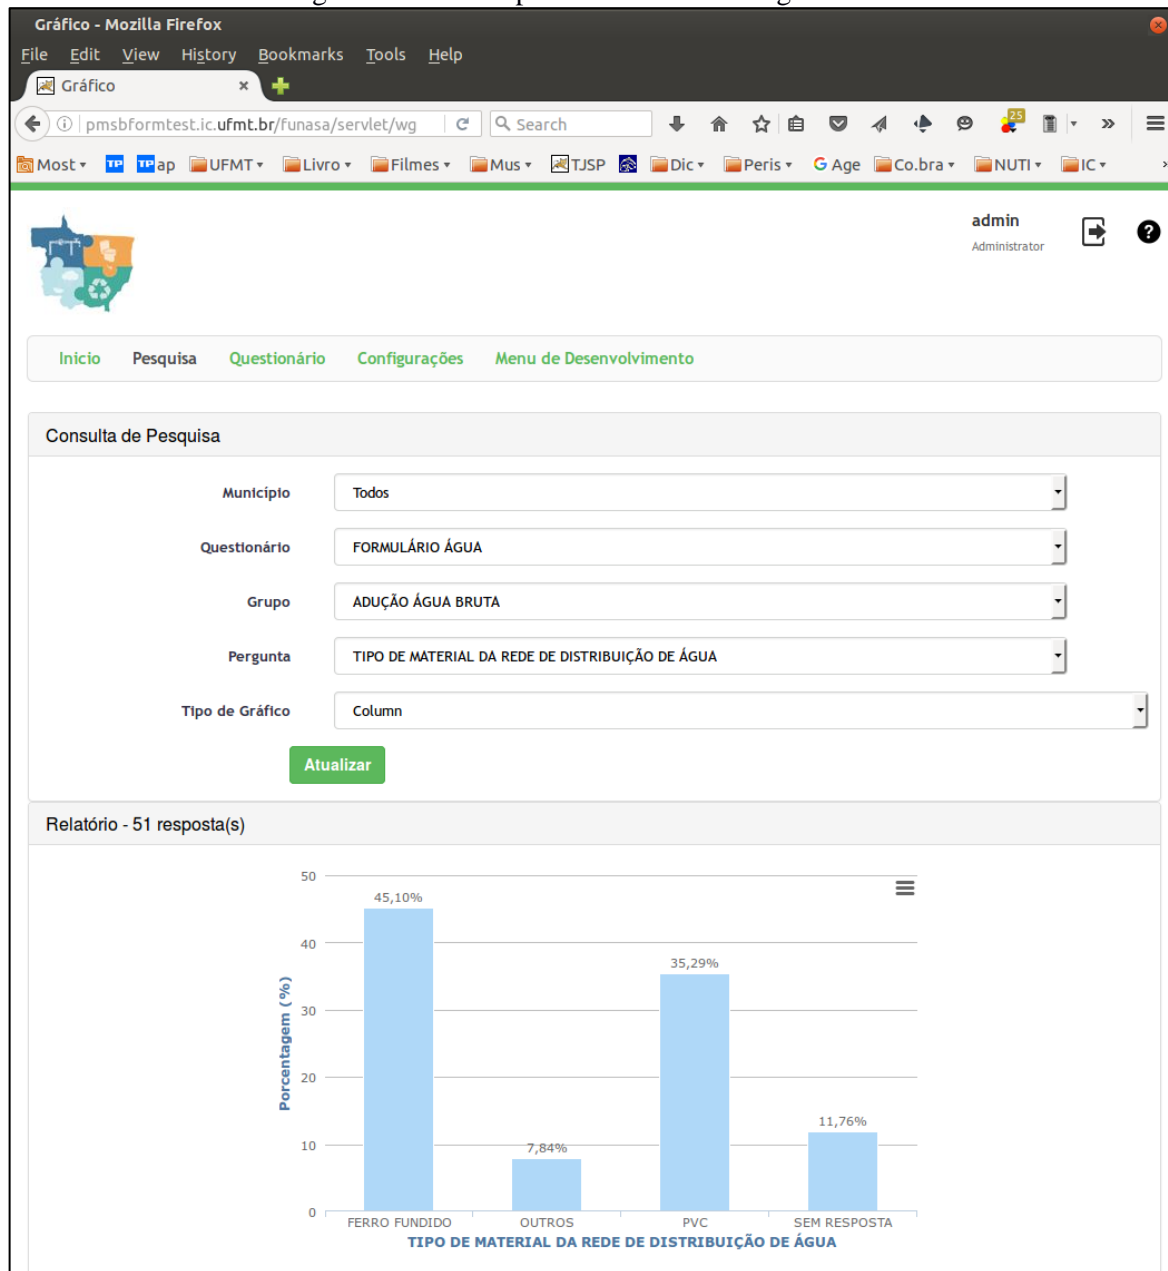 Gráfico - Mozilla Firefox
File Edit View History Bookmarks Tools Help
Gráfico
pmsbformtest.ic.ufmt.br/funasa/servlet/wg Search 25
Most TP TP ap UFMT Livro Filmes Mus TJSP Dic Peris G Age Co.bra NUTI IC
admin
Administrator
Inicio Pesquisa Questionário Configurações Menu de Desenvolvimento
Consulta de Pesquisa
Município Todos
Questionário FORMULÁRIO ÁGUA
Grupo ADUÇÃO ÁGUA BRUTA
Pergunta TIPO DE MATERIAL DA REDE DE DISTRIBUIÇÃO DE ÁGUA
Tipo de Gráfico Column
Atualizar
Relatório - 51 resposta(s)
Porcentagem (%)
50
45,10%
40
35,29%
30
20
11,76%
10
7,84%
0
FERRO FUNDIDO OUTROS PVC SEM RESPOSTA
TIPO DE MATERIAL DA REDE DE DISTRIBUIÇÃO DE ÁGUA